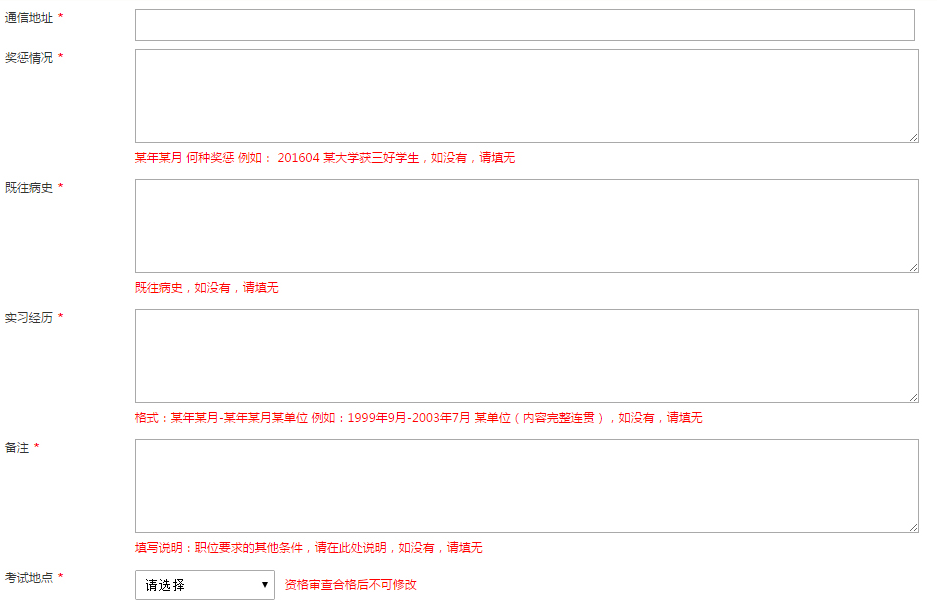 通信地址 *
奖惩情况 *
某年某月 何种奖惩 例如： 201604 某大学获三好学生，如没有，请填无
既往病史 *
既往病史，如没有，请填无
实习经历 *
格式：某年某月-某年某月某单位 例如：1999年9月-2003年7月 某单位（内容完整连贯），如没有，请填无
备注 *
填写说明：职位要求的其他条件，请在此处说明，如没有，请填无
考试地点 * 请选择 资格审查合格后不可修改